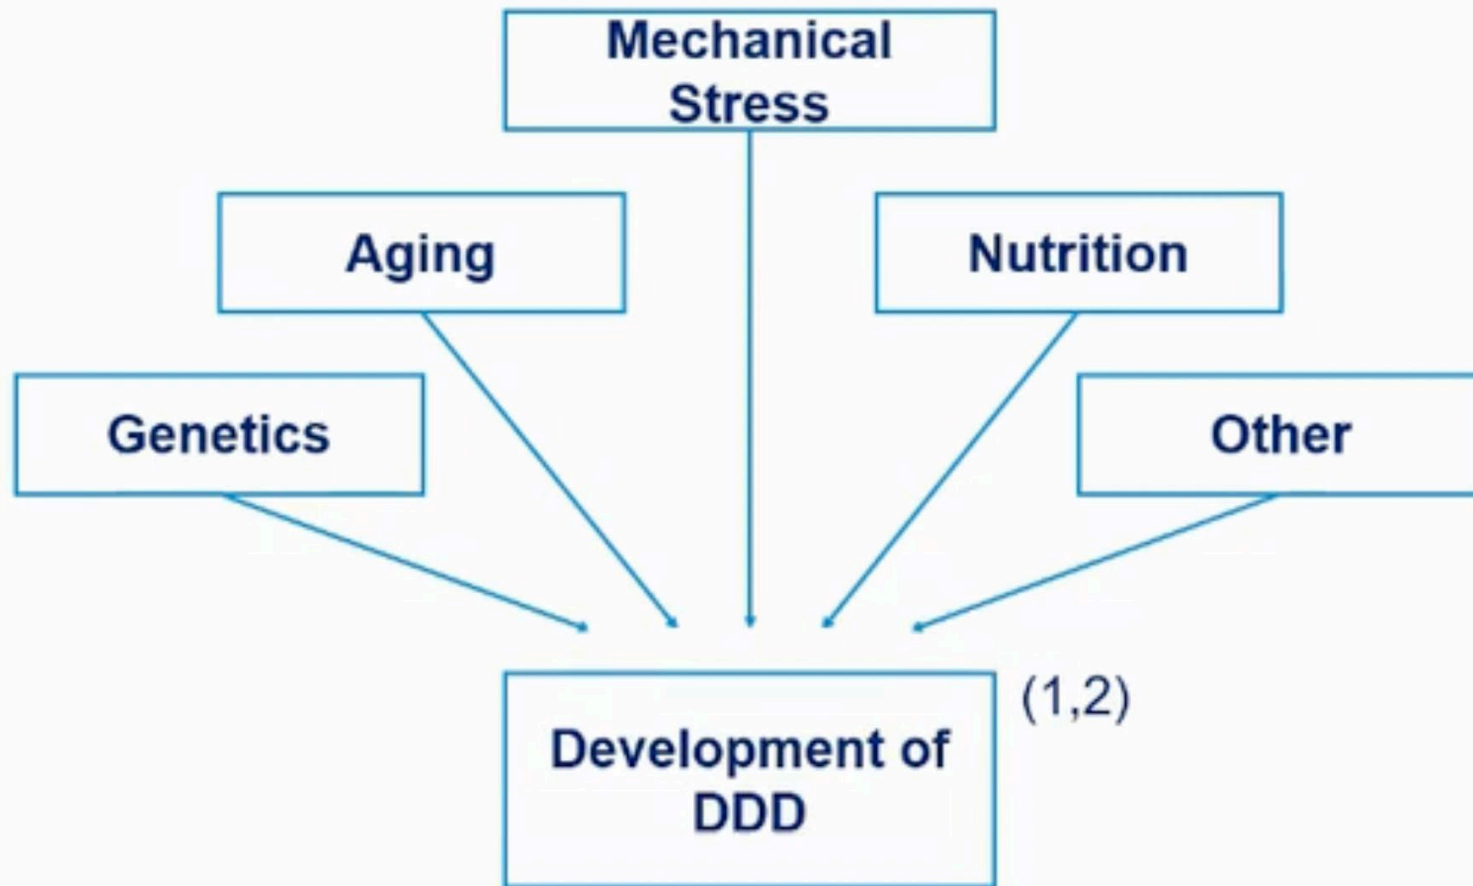 Mechanical
Stress
Aging
Nutrition
Genetics
Other
(1,2)
Development of
DDD